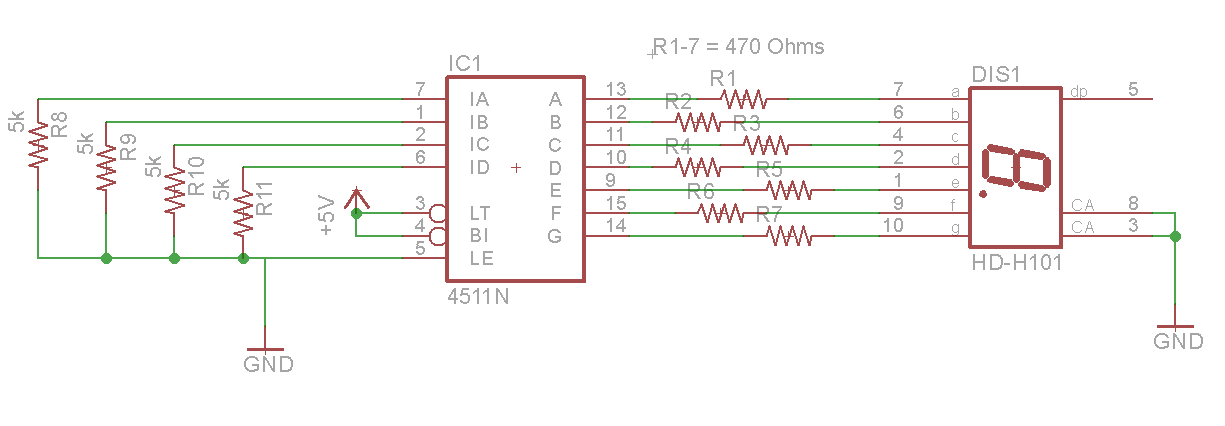 R1-7 = 470 Ohms
IC1
DIS1
R1
7 IA A 13 7 a dp 5
R2
1 IB B 12 6 b
R3
2 IC C 11 4 c
R4
6 ID D 10 2 d
R5
E 9 1 e
R6
3 LT F 15 9 f CA 8
R7
4 BI G 14 10 g CA 3
5 LE
5k R8
5k R9
5k R10
5k R11
+5V
4511N
HD-H101
GND
GND